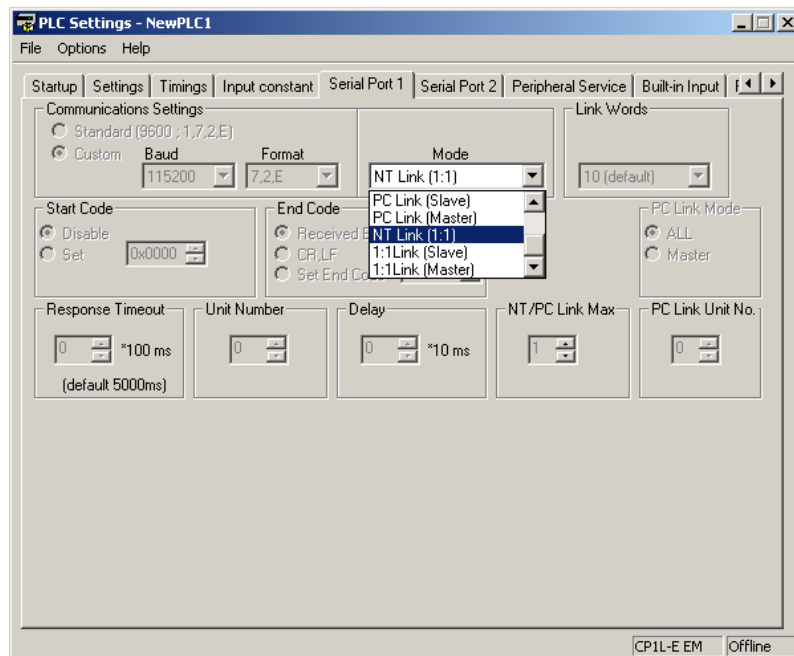 PLC Settings - NewPLC1
File Options Help
Startup Settings Timings Input constant Serial Port 1 Serial Port 2 Peripheral Service Built-in Input
Communications Settings
Link Words
Standard (9600 ; 1,7,2,E)
Custom Baud Format Mode
115200 7,2,E NT Link (1:1) 10 (default)
PC Link (Slave)
PC Link (Master)
NT Link (1:1)
1:1Link (Slave)
1:1Link (Master)
Start Code End Code PC Link Mode
Disable Received ALL
Set 0x0000 CR,LF Master
Set End
Response Timeout Unit Number Delay NT/PC Link Max PC Link Unit No.
0 *100 ms 0 0 *10 ms 1 0
(default 5000ms)
CP1L-E EM Offline